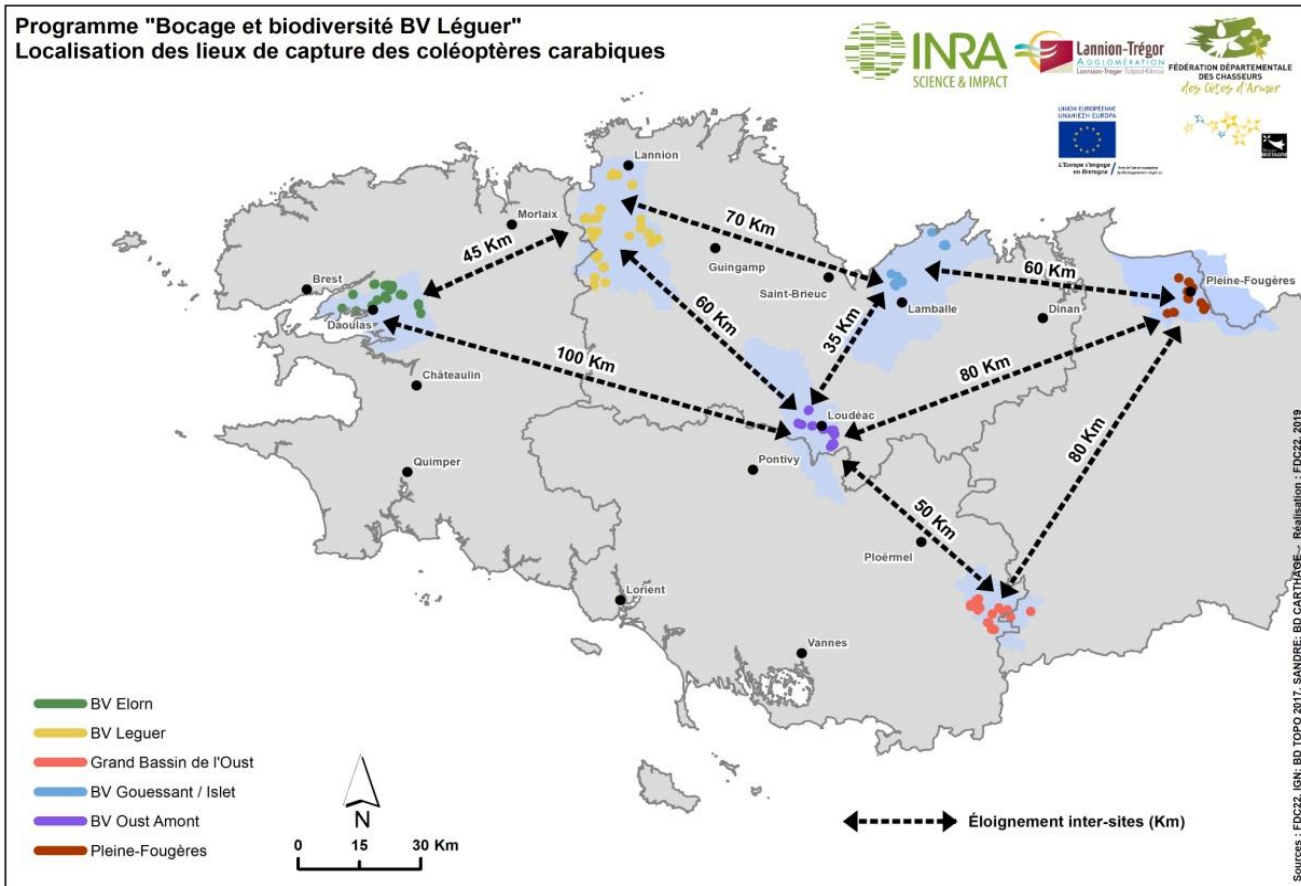 Programme "Bocage et biodiversité BV Léguer"
Localisation des lieux de capture des coléoptères carabiques
INRA
SCIENCE & IMPACT
Lannion-Trégor
AGGLOMÉRATION
FÉDÉRATION DÉPARTEMENTALE
DES CHASSEURS
des Côtes d'Armor
UNION EUROPÉENNE
UNANIEZH EUROPA
L'Europe s'engage
en Bretagne
BRETAGNE
Lannion
Morlaix
70 Km
45 Km
Guingamp
60 Km
Pleine-Fougères
Brest
Saint-Brieuc
Lamballe
Dinan
Daoulas
60 Km
35 Km
100 Km
80 Km
Châteaulin
Loudéac
80 Km
Quimper
Pontivy
50 Km
Ploërmel
Lorient
Vannes
BV Elorn
BV Leguer
Grand Bassin de l'Oust
BV Gouessant / Islet
BV Oust Amont
Pleine-Fougères
N
0 15 30 Km
Éloignement inter-sites (Km)
Sources : FDC22. IGN: BD TOPO 2017. SANDRE: BD CARTHAGE - Réalisation : FDC22. 2019